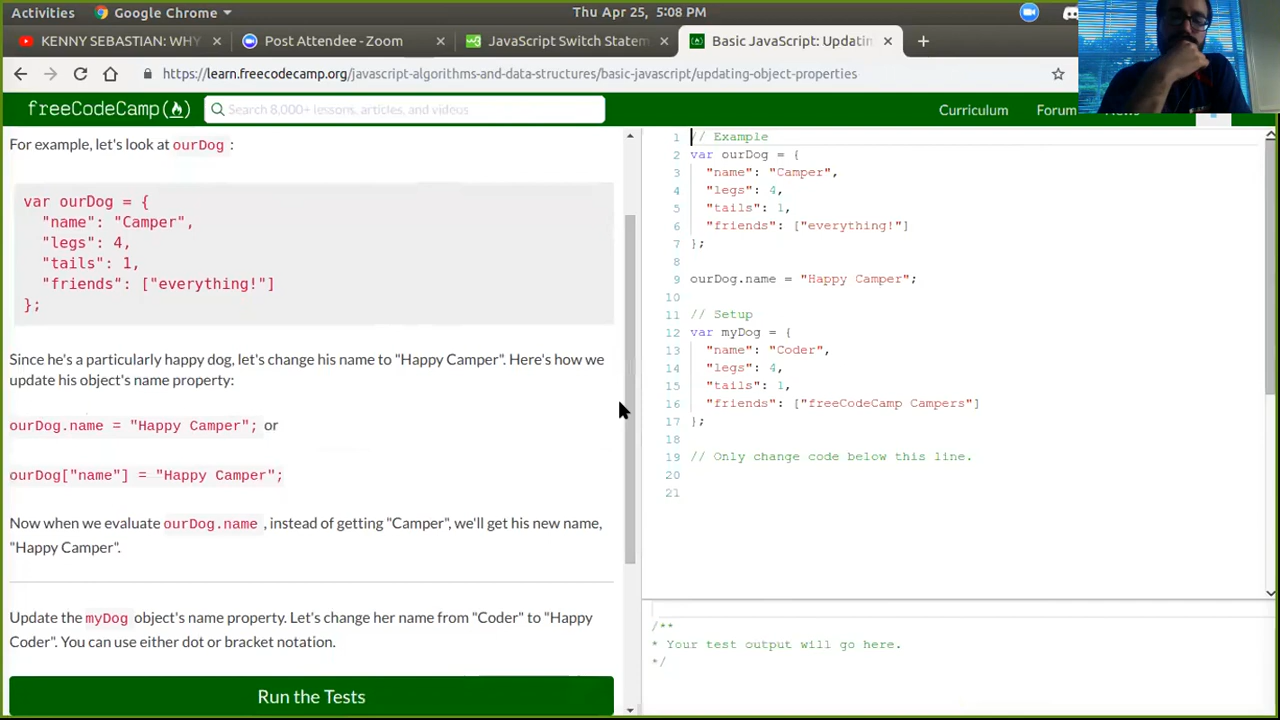 Activities
Google Chrome
Thu Apr 25, 5:08 PM
KENNY SEBASTIAN: WHY
Post Attendee - Zoo
JavaScript Switch Statem
Basic JavaScript: Updatin
https://learn.freecodecamp.org/javascript-algorithms-and-data-structures/basic-javascript/updating-object-properties
freeCodeCamp
Search 8,000+ lessons, articles, and videos
Curriculum
Forum
For example, let's look at ourDog :
var ourDog = {
"name": "Camper",
"legs": 4,
"tails": 1,
"friends": ["everything!"]
};
Since he's a particularly happy dog, let's change his name to "Happy Camper". Here's how we
update his object's name property:
ourDog.name = "Happy Camper"; or
ourDog["name"] = "Happy Camper";
Now when we evaluate ourDog.name , instead of getting "Camper", we'll get his new name,
"Happy Camper".
Update the myDog object's name property. Let's change her name from "Coder" to "Happy
Coder". You can use either dot or bracket notation.
Run the Tests
1 // Example
2 var ourDog = {
3 "name": "Camper",
4 "legs": 4,
5 "tails": 1,
6 "friends": ["everything!"]
7 };
8
9 ourDog.name = "Happy Camper";
10
11 // Setup
12 var myDog = {
13 "name": "Coder",
14 "legs": 4,
15 "tails": 1,
16 "friends": ["freeCodeCamp Campers"]
17 };
18
19 // Only change code below this line.
20
21
/**
* Your test output will go here.
*/